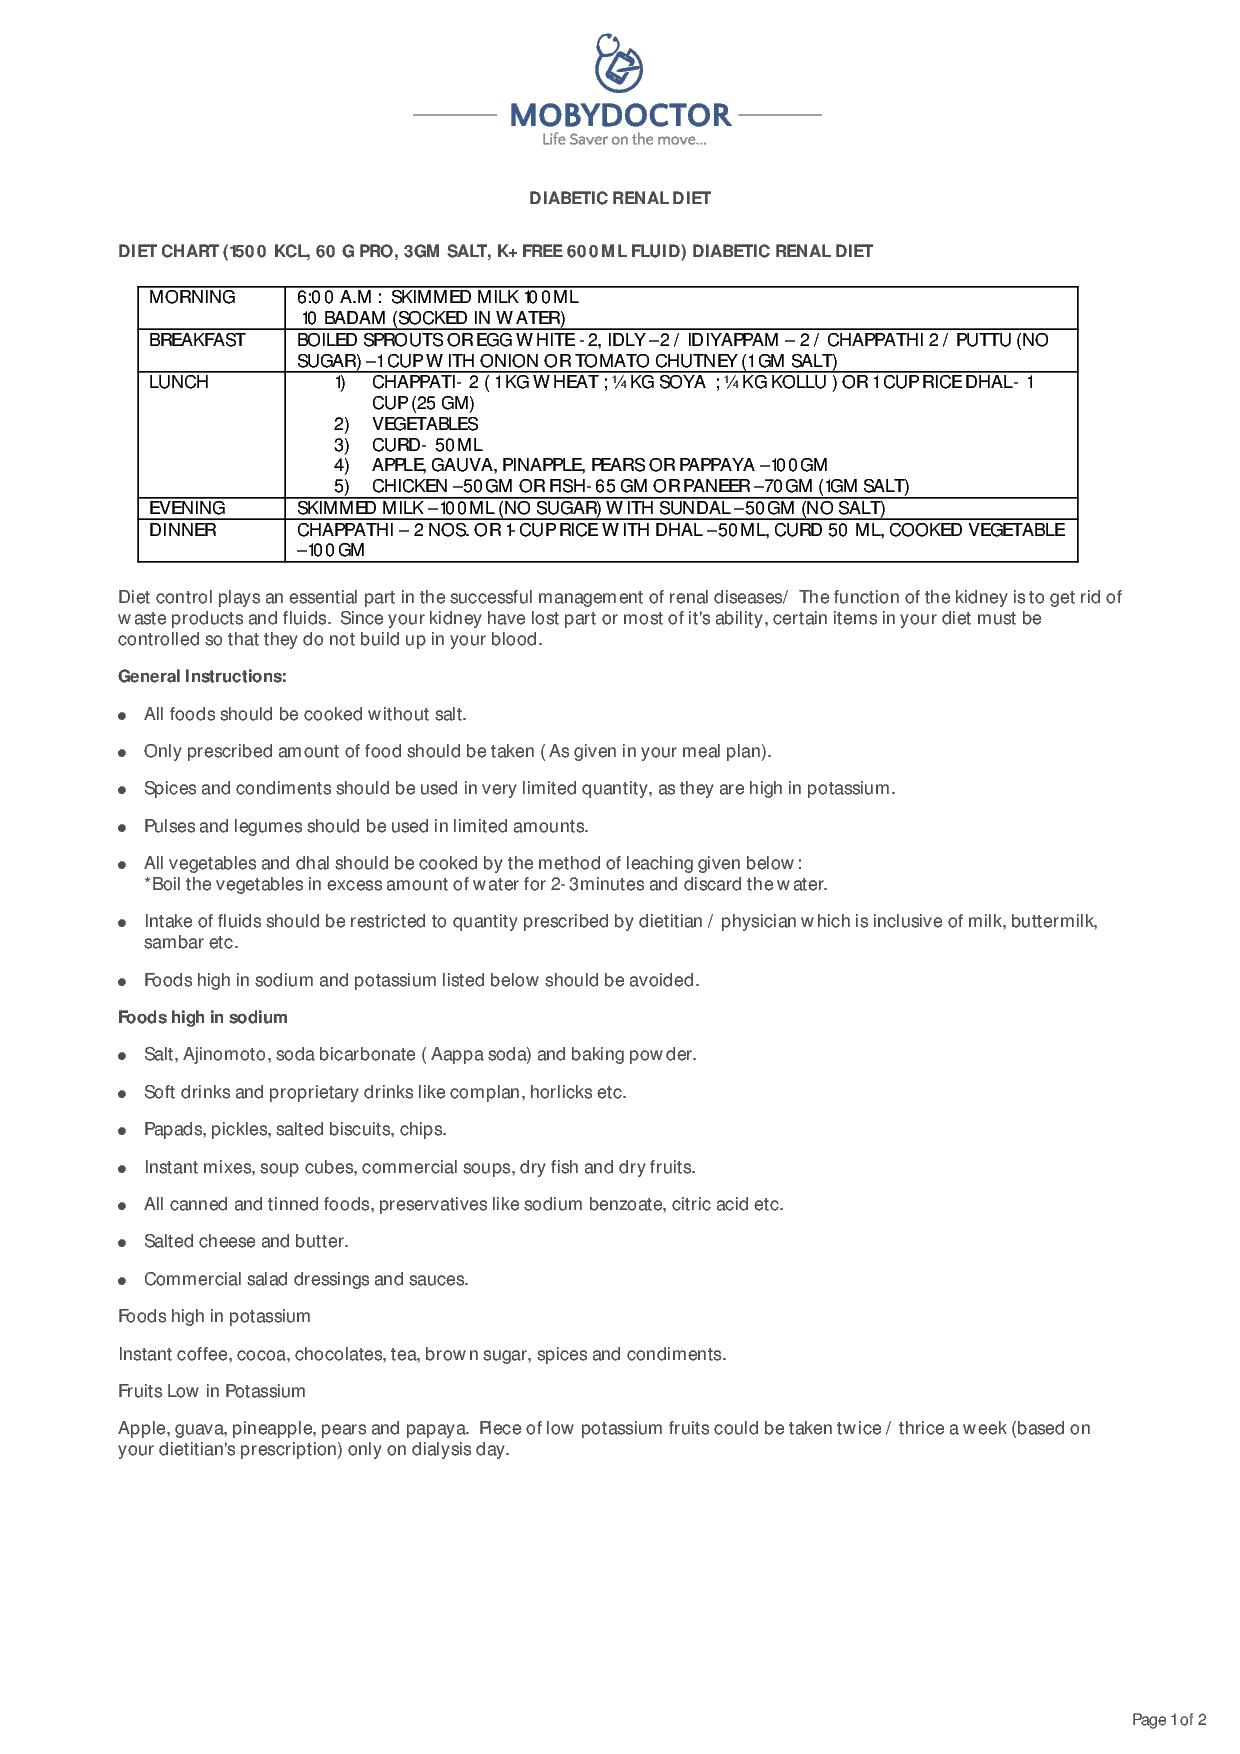 MOBYDOCTOR
Life Saver on the move...
DIABETIC RENAL DIET
DIET CHART (1500 KCL, 60 G PRO, 3GM SALT, K+ FREE 600ML FLUID) DIABETIC RENAL DIET
MORNING 6:00 A.M : SKIMMED MILK 100ML
10 BADAM (SOCKED IN WATER)
BREAKFAST BOILED SPROUTS OR EGG WHITE - 2, IDLY –2 / IDIYAPPAM – 2 / CHAPPATHI 2 / PUTTU (NO
SUGAR) –1 CUP WITH ONION OR TOMATO CHUTNEY (1 GM SALT)
LUNCH 1) CHAPPATI- 2 ( 1 KG WHEAT ; ¼ KG SOYA ; ¼ KG KOLLU ) OR 1 CUP RICE DHAL- 1
CUP (25 GM)
2) VEGETABLES
3) CURD- 50ML
4) APPLE, GAUVA, PINAPPLE, PEARS OR PAPPAYA –100GM
5) CHICKEN –50GM OR FISH- 65 GM OR PANEER –70GM (1GM SALT)
EVENING SKIMMED MILK –100ML (NO SUGAR) WITH SUNDAL –50GM (NO SALT)
DINNER CHAPPATHI – 2 NOS. OR 1- CUP RICE WITH DHAL –50ML, CURD 50 ML, COOKED VEGETABLE
–100 GM
Diet control plays an essential part in the successful management of renal diseases/ The function of the kidney is to get rid of
waste products and fluids. Since your kidney have lost part or most of it's ability, certain items in your diet must be
controlled so that they do not build up in your blood.
General Instructions:
● All foods should be cooked without salt.
● Only prescribed amount of food should be taken ( As given in your meal plan).
● Spices and condiments should be used in very limited quantity, as they are high in potassium.
● Pulses and legumes should be used in limited amounts.
● All vegetables and dhal should be cooked by the method of leaching given below :
*Boil the vegetables in excess amount of water for 2-3minutes and discard the water.
● Intake of fluids should be restricted to quantity prescribed by dietitian / physician which is inclusive of milk, buttermilk,
sambar etc.
● Foods high in sodium and potassium listed below should be avoided.
Foods high in sodium
● Salt, Ajinomoto, soda bicarbonate ( Aappa soda) and baking powder.
● Soft drinks and proprietary drinks like complan, horlicks etc.
● Papads, pickles, salted biscuits, chips.
● Instant mixes, soup cubes, commercial soups, dry fish and dry fruits.
● All canned and tinned foods, preservatives like sodium benzoate, citric acid etc.
● Salted cheese and butter.
● Commercial salad dressings and sauces.
Foods high in potassium
Instant coffee, cocoa, chocolates, tea, brown sugar, spices and condiments.
Fruits Low in Potassium
Apple, guava, pineapple, pears and papaya. Piece of low potassium fruits could be taken twice / thrice a week (based on
your dietitian's prescription) only on dialysis day.
Page 1 of 2